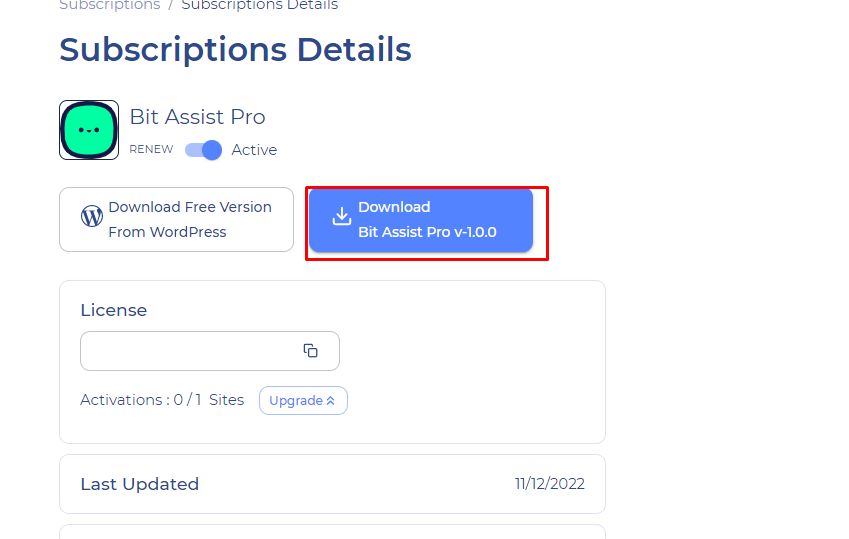 Subscriptions / Subscriptions Details
Subscriptions Details
Bit Assist Pro
RENEW Active
Download Free Version
From WordPress
Download
Bit Assist Pro v-1.0.0
License
Activations : 0 / 1 Sites Upgrade
Last Updated 11/12/2022